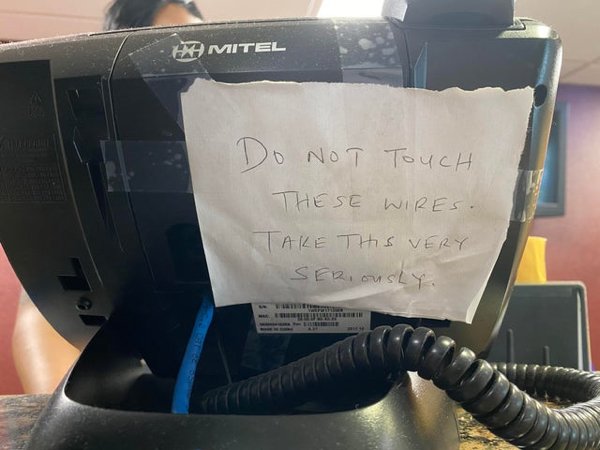 MITEL
DO NOT TOUCH
THESE WIRES.
TAKE THIS VERY
SERIOUSLY.